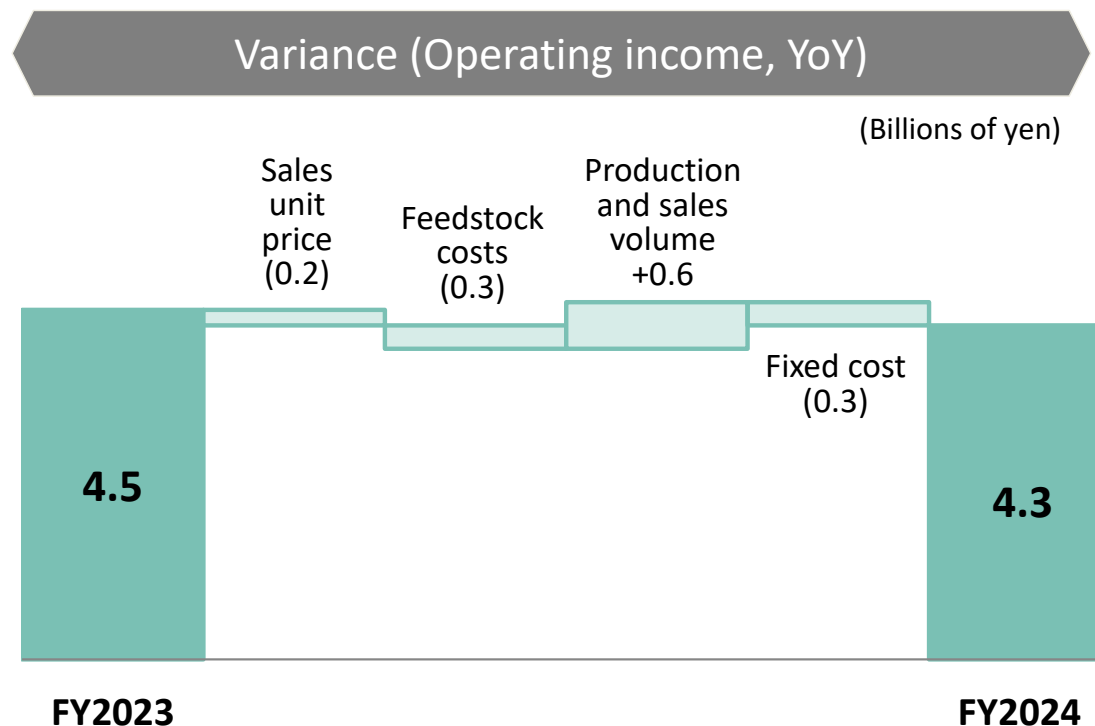 Variance (Operating income, YoY)
(Billions of yen)
Sales
unit
price
(0.2)
Feedstock
costs
(0.3)
Production
and sales
volume
+0.6
Fixed cost
(0.3)
4.5
4.3
FY2023
FY2024